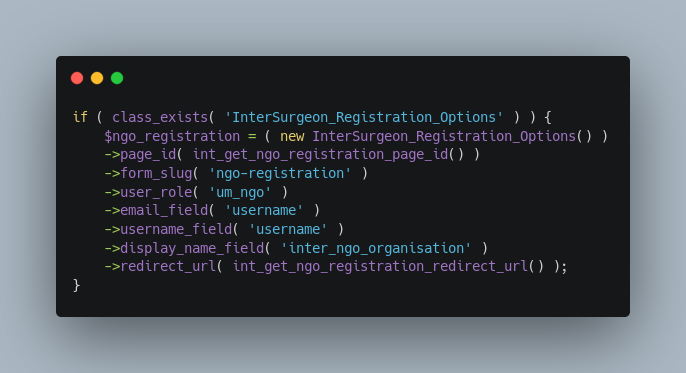 if ( class_exists( 'InterSurgeon_Registration_Options' ) ) {
    $ngo_registration = ( new InterSurgeon_Registration_Options() )
    ->page_id( int_get_ngo_registration_page_id() )
    ->form_slug( 'ngo-registration' )
    ->user_role( 'um_ngo' )
    ->email_field( 'username' )
    ->username_field( 'username' )
    ->display_name_field( 'inter_ngo_organisation' )
    ->redirect_url( int_get_ngo_registration_redirect_url() );
}